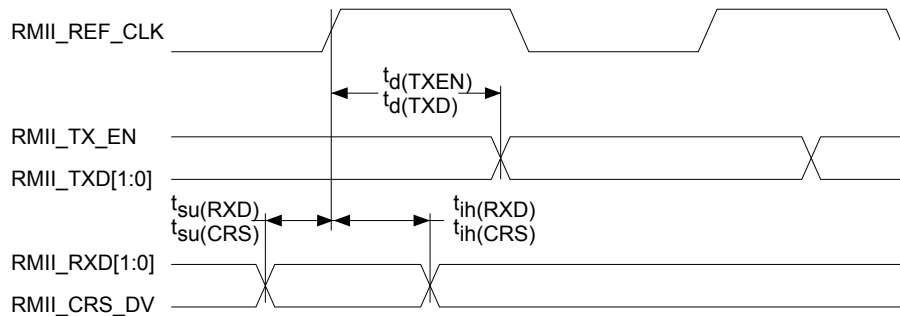 RMII_REF_CLK
td(TXEN)
td(TXD)
RMII_TX_EN
RMII_TXD[1:0]
tsu(RXD)
tsu(CRS)
tih(RXD)
tih(CRS)
RMII_RXD[1:0]
RMII_CRS_DV